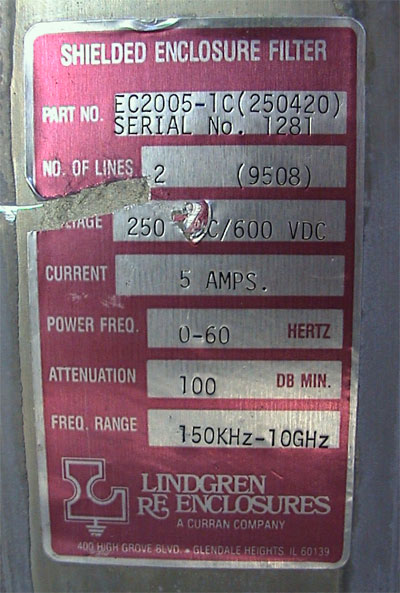 SHIELDED ENCLOSURE FILTER
PART NO. EC2005-1C(250420)
SERIAL No. 1281
NO. OF LINES 2 (9508)
VOLTAGE 250 C/600 VDC
CURRENT 5 AMPS.
POWER FREQ. 0-60 HERTZ
ATTENUATION 100 DB MIN.
FREQ. RANGE 150KHz-10GHz
LINDGREN
RF ENCLOSURES
A CURRAN COMPANY
400 HIGH GROVE BLVD. • GLENDALE HEIGHTS, IL 60139